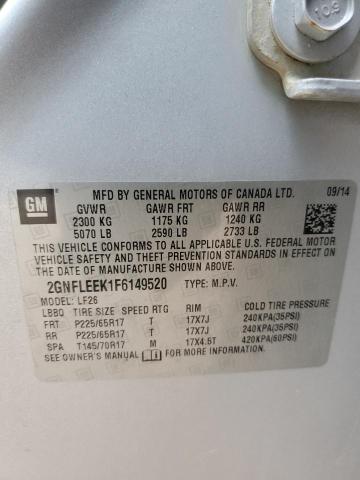 10.9
09/14
GM
MFD BY GENERAL MOTORS OF CANADA LTD.
GVWR GAWR FRT GAWR RR
2300 KG 1175 KG 1240 KG
5070 LB 2590 LB 2733 LB
THIS VEHICLE CONFORMS TO ALL APPLICABLE U.S. FEDERAL MOTOR
VEHICLE SAFETY AND THEFT PREVENTION STANDARDS IN EFFECT ON
THE DATE OF MANUFACTURE SHOWN ABOVE.
2GNFLEEK1F6149520 TYPE: M.P.V.
MODEL: LF26
LBBQ TIRE SIZE SPEED RTG RIM COLD TIRE PRESSURE
FRT P225/65R17 T 17X7J 240KPA(35PSI)
RR P225/65R17 T 17X7J 240KPA(35PSI)
SPA T145/70R17 M 17X4.5T 420KPA(60PSI)
SEE OWNER'S MANUAL FOR ADDITIONAL INFORMATION.